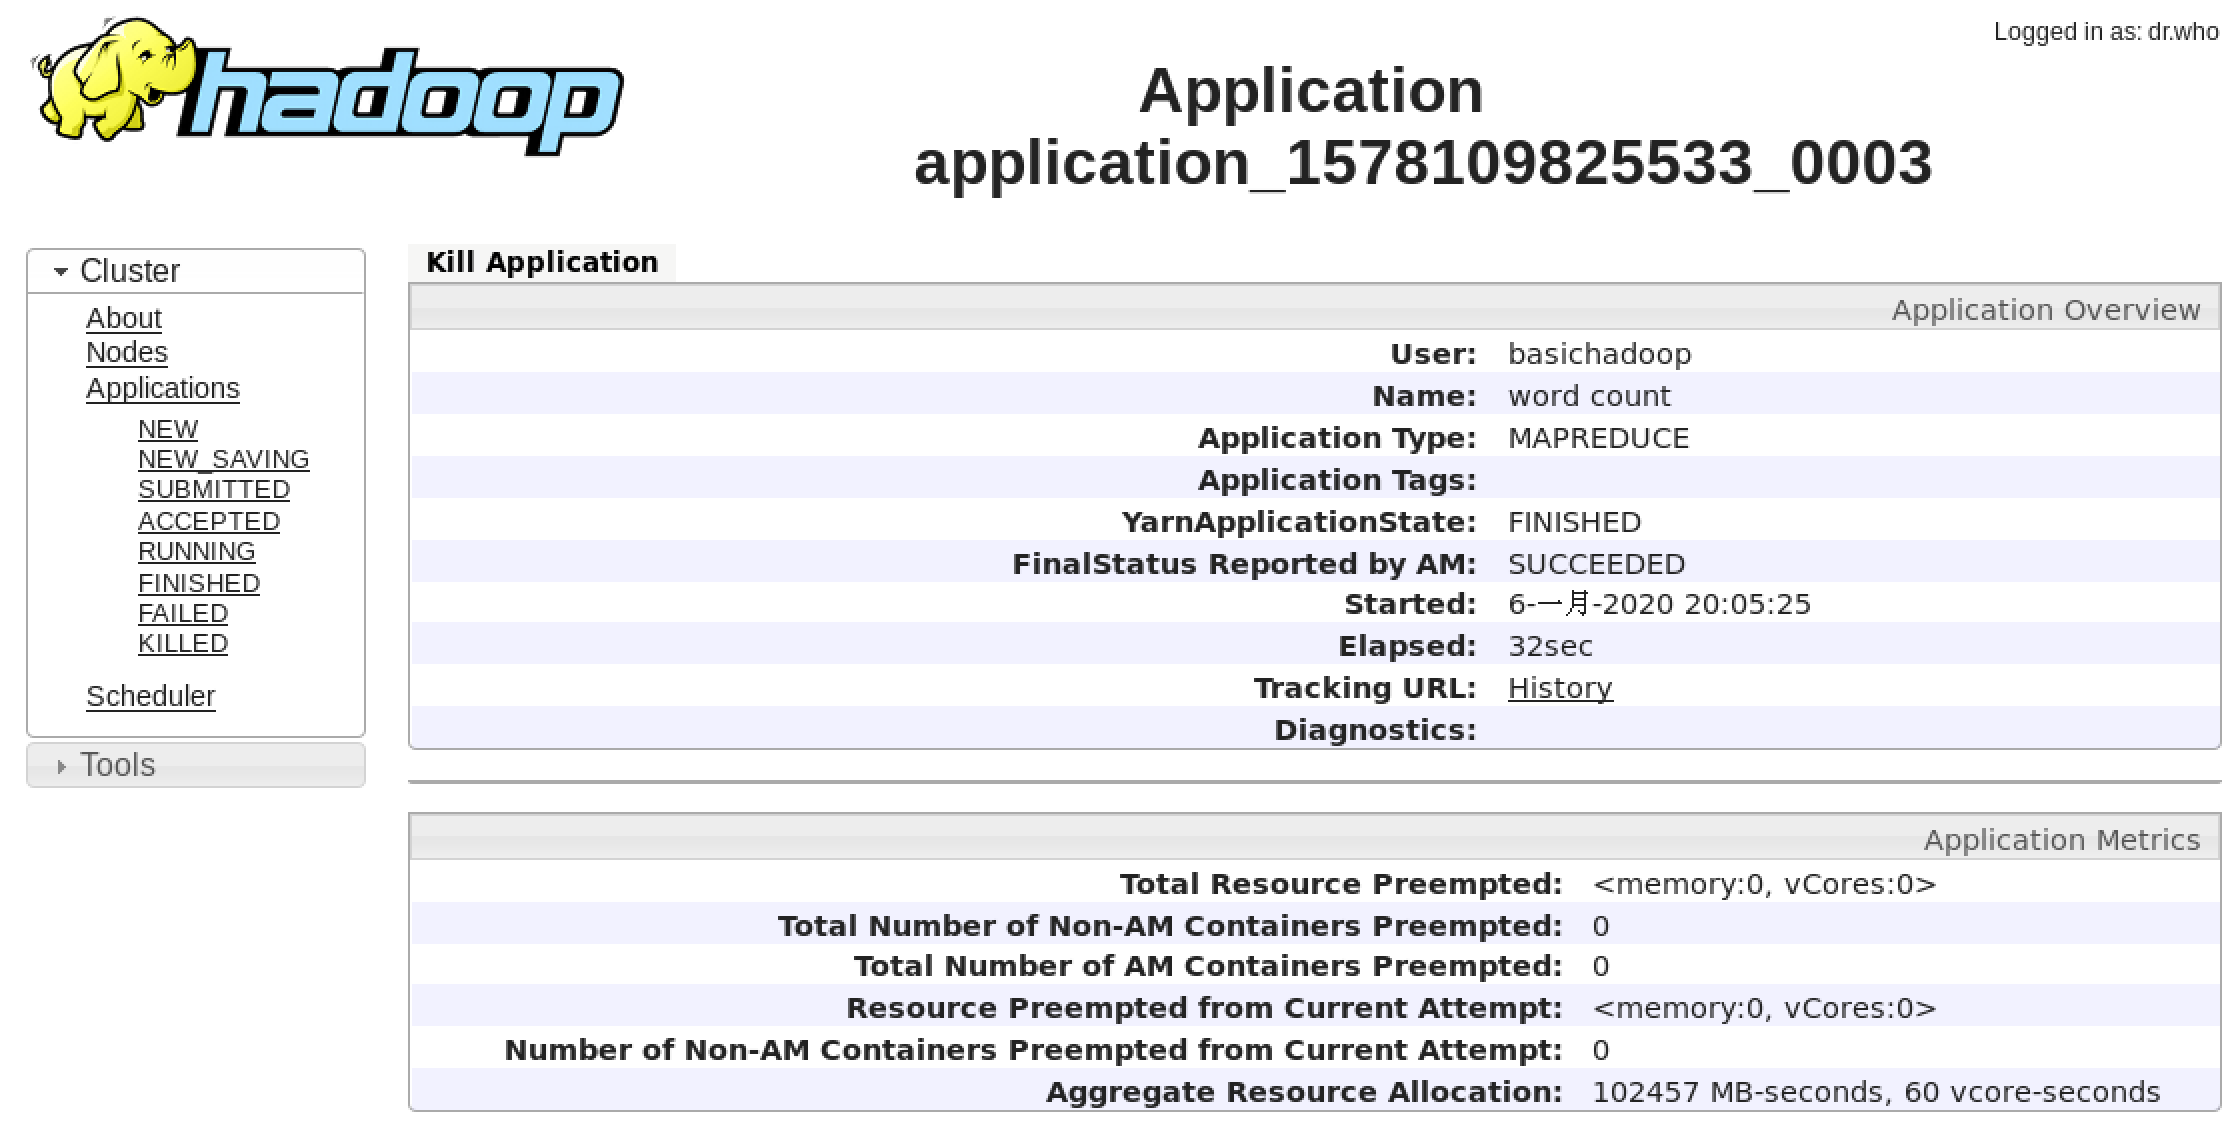 hadoop
Logged in as: dr.who
Application
application_1578109825533_0003
Cluster
About
Nodes
Applications
NEW
NEW_SAVING
SUBMITTED
ACCEPTED
RUNNING
FINISHED
FAILED
KILLED
Scheduler
Tools
Kill Application
Application Overview
User: basichadoop
Name: word count
Application Type: MAPREDUCE
Application Tags:
YarnApplicationState: FINISHED
FinalStatus Reported by AM: SUCCEEDED
Started: 6-一月-2020 20:05:25
Elapsed: 32sec
Tracking URL: History
Diagnostics:
Application Metrics
Total Resource Preempted: <memory:0, vCores:0>
Total Number of Non-AM Containers Preempted: 0
Total Number of AM Containers Preempted: 0
Resource Preempted from Current Attempt: <memory:0, vCores:0>
Number of Non-AM Containers Preempted from Current Attempt: 0
Aggregate Resource Allocation: 102457 MB-seconds, 60 vcore-seconds